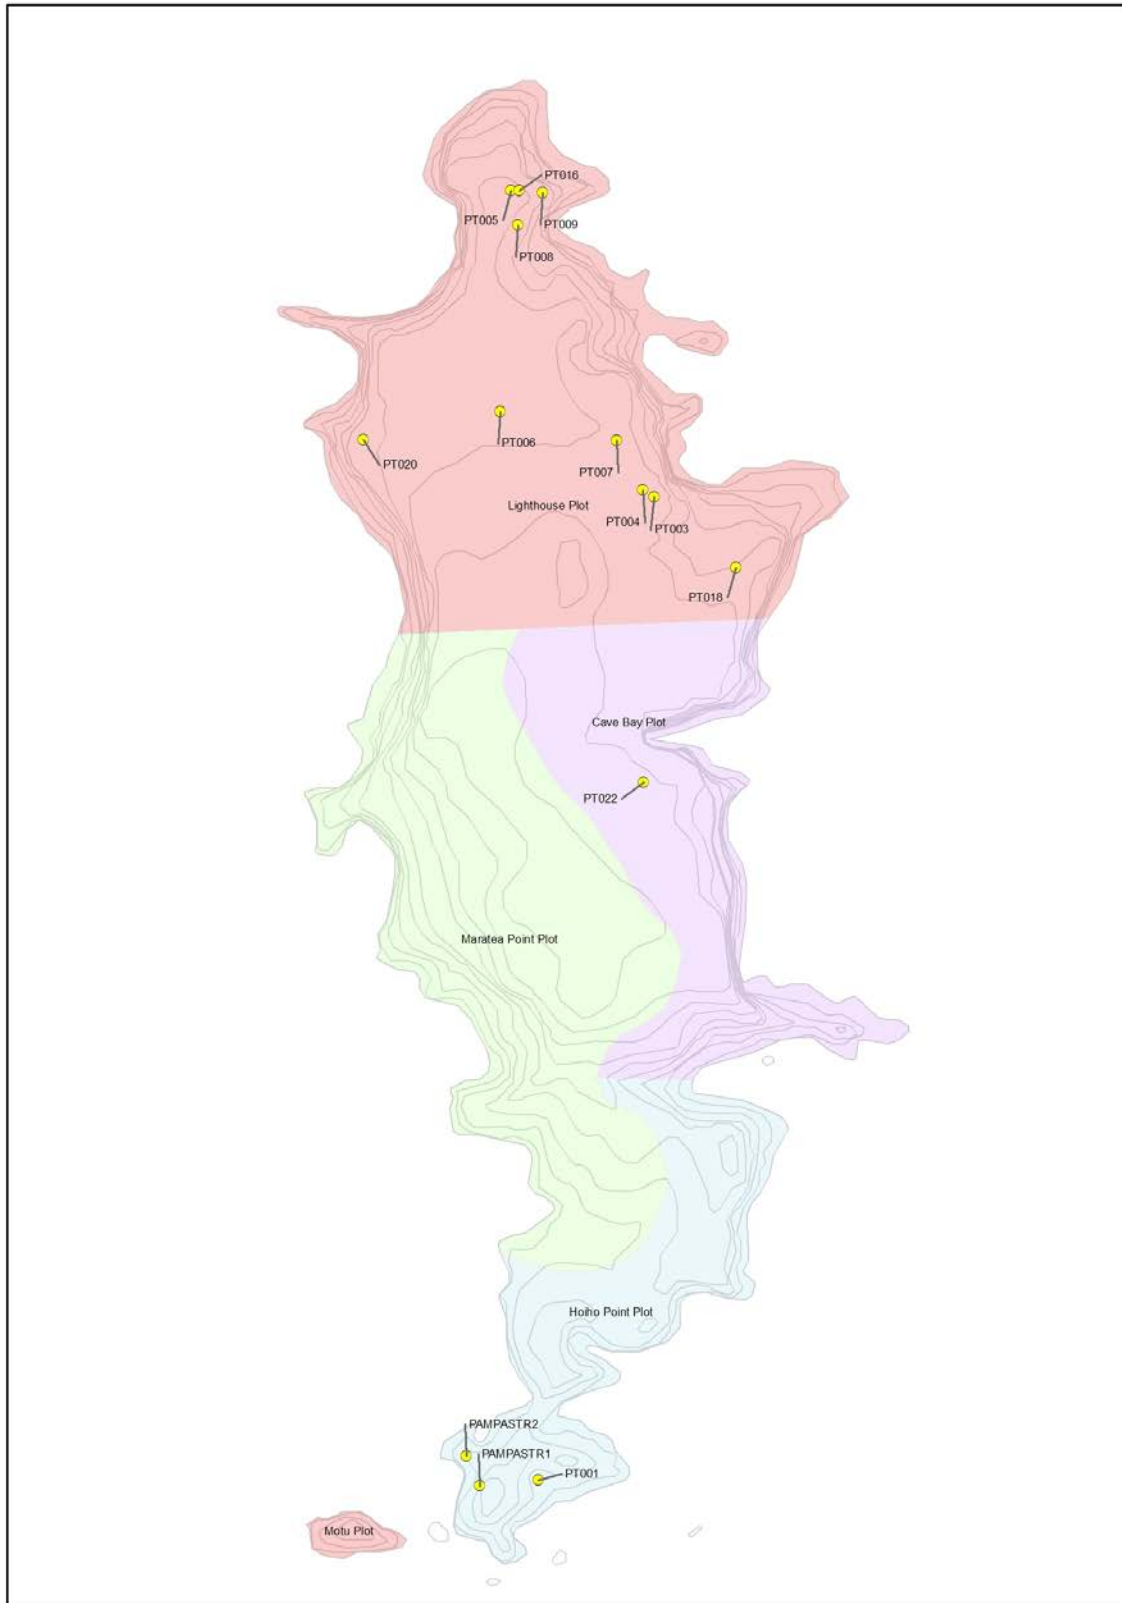 PT016
PT005
PT009
PT008
PT006
PT020
PT007
Lighthouse Plot
PT004
PT003
PT018
Cave Bay Plot
PT022
Maratea Point Plot
Hoiho Point Plot
PAMPASTR2
PAMPASTR1
PT001
Motu Plot